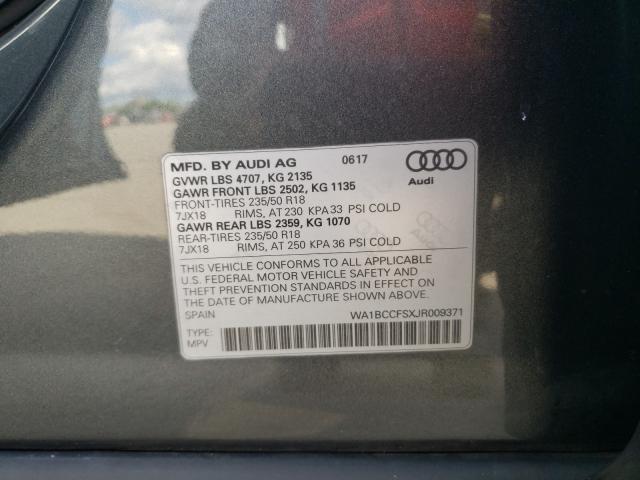 MFD. BY AUDI AG 0617
Audi
GVWR LBS 4707, KG 2135
GAWR FRONT LBS 2502, KG 1135
FRONT-TIRES 235/50 R18
7JX18 RIMS, AT 230 KPA 33 PSI COLD
GAWR REAR LBS 2359, KG 1070
REAR-TIRES 235/50 R18
7JX18 RIMS, AT 250 KPA 36 PSI COLD
THIS VEHICLE CONFORMS TO ALL APPLICABLE
U.S. FEDERAL MOTOR VEHICLE SAFETY AND
THEFT PREVENTION STANDARDS IN EFFECT ON
THE DATE OF MANUFACTURE SHOWN ABOVE.
SPAIN WA1BCCFSXJR009371
TYPE:
MPV